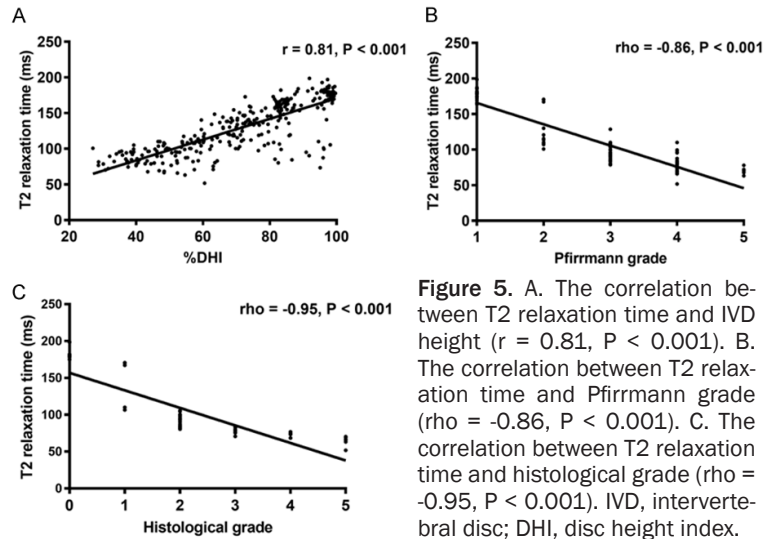 A
r = 0.81, P < 0.001
T2 relaxation time (ms)
250
200
150
100
50
0
20
40
60
80
100
%DHI
B
rho = -0.86, P < 0.001
T2 relaxation time (ms)
250
200
150
100
50
0
1
2
3
4
5
Pfirrmann grade
C
rho = -0.95, P < 0.001
T2 relaxation time (ms)
250
200
150
100
50
0
0
1
2
3
4
5
Histological grade
Figure 5. A. The correlation be-
tween T2 relaxation time and IVD
height (r = 0.81, P < 0.001). B.
The correlation between T2 relax-
ation time and Pfirrmann grade
(rho = -0.86, P < 0.001). C. The
correlation between T2 relaxation
time and histological grade (rho =
-0.95, P < 0.001). IVD, interverte-
bral disc; DHI, disc height index.